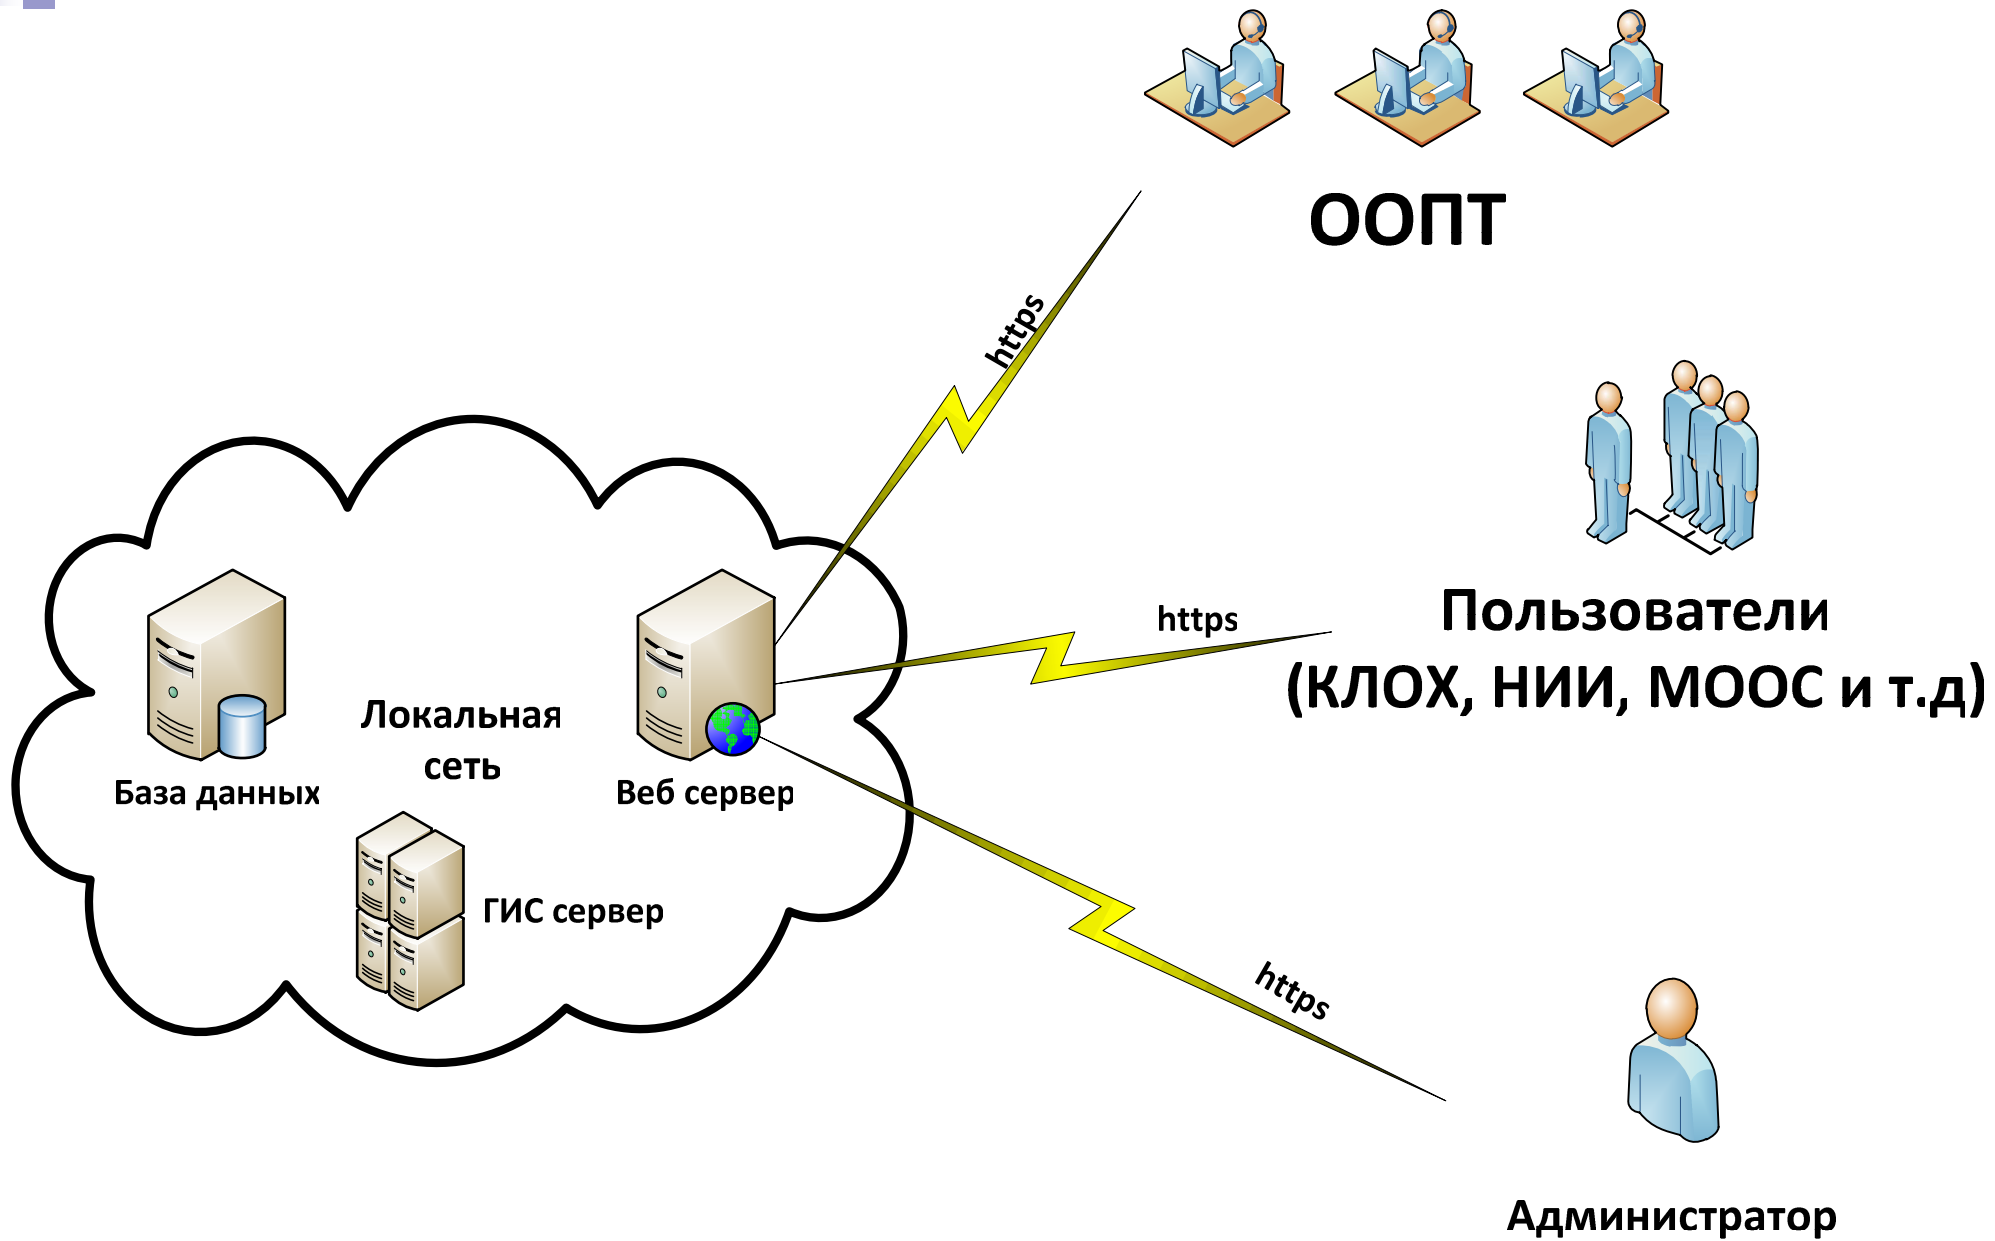 ООПТ
https
Пользователи
(КЛОХ, НИИ, МООС и т.д)
https
Локальная
сеть
База данных
Веб сервер
ГИС сервер
https
Администратор